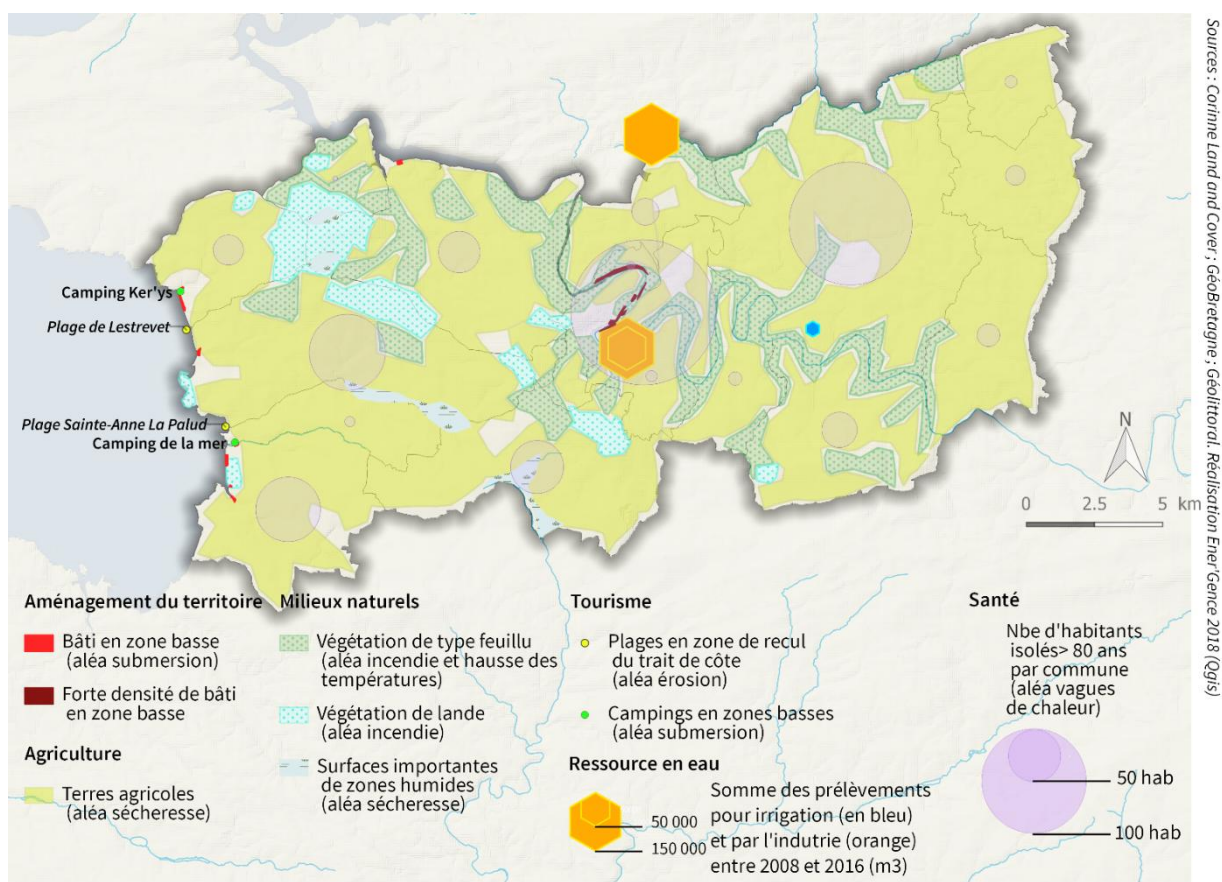 Sources : Corinne Land and Cover ; GéoBretagne ; Géolittoral. Réalisation Ener'Gence 2018 (Qgis)
Camping Ker'ys
Plage de Lestrevet
Plage Sainte-Anne La Palud
Camping de la mer
N
0 2.5 5 km
Aménagement du territoire
Bâti en zone basse
(aléa submersion)
Forte densité de bâti
en zone basse
Agriculture
Terres agricoles
(aléa sécheresse)
Milieux naturels
Végétation de type feuillu
(aléa incendie et hausse des
températures)
Végétation de lande
(aléa incendie)
Surfaces importantes
de zones humides
(aléa sécheresse)
Tourisme
Plages en zone de recul
du trait de côte
(aléa érosion)
Campings en zones basses
(aléa submersion)
Ressource en eau
50 000
150 000
Somme des prélèvements
pour irrigation (en bleu)
et par l'indutrie (orange)
entre 2008 et 2016 (m3)
Santé
Nbe d'habitants
isolés> 80 ans
par commune
(aléa vagues
de chaleur)
50 hab
100 hab